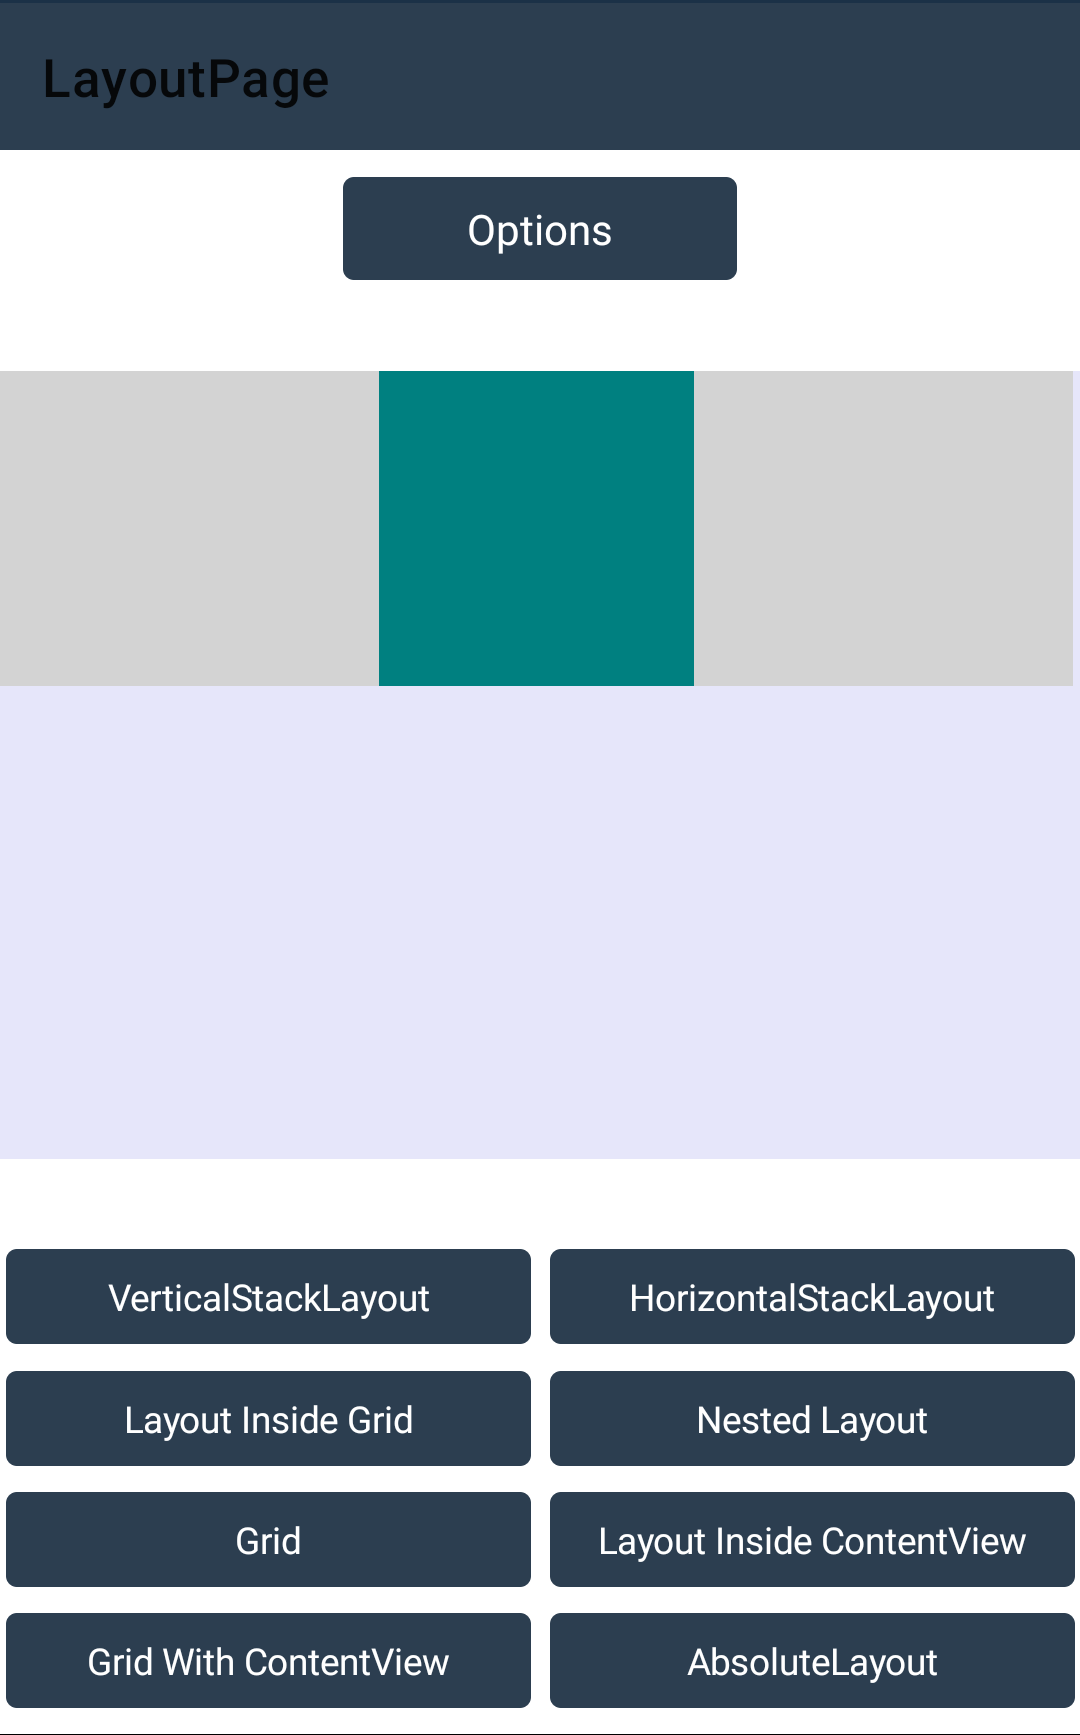 LayoutPage
Options
VerticalStackLayout
HorizontalStackLayout
Layout Inside Grid
Nested Layout
Grid
Layout Inside ContentView
Grid With ContentView
AbsoluteLayout